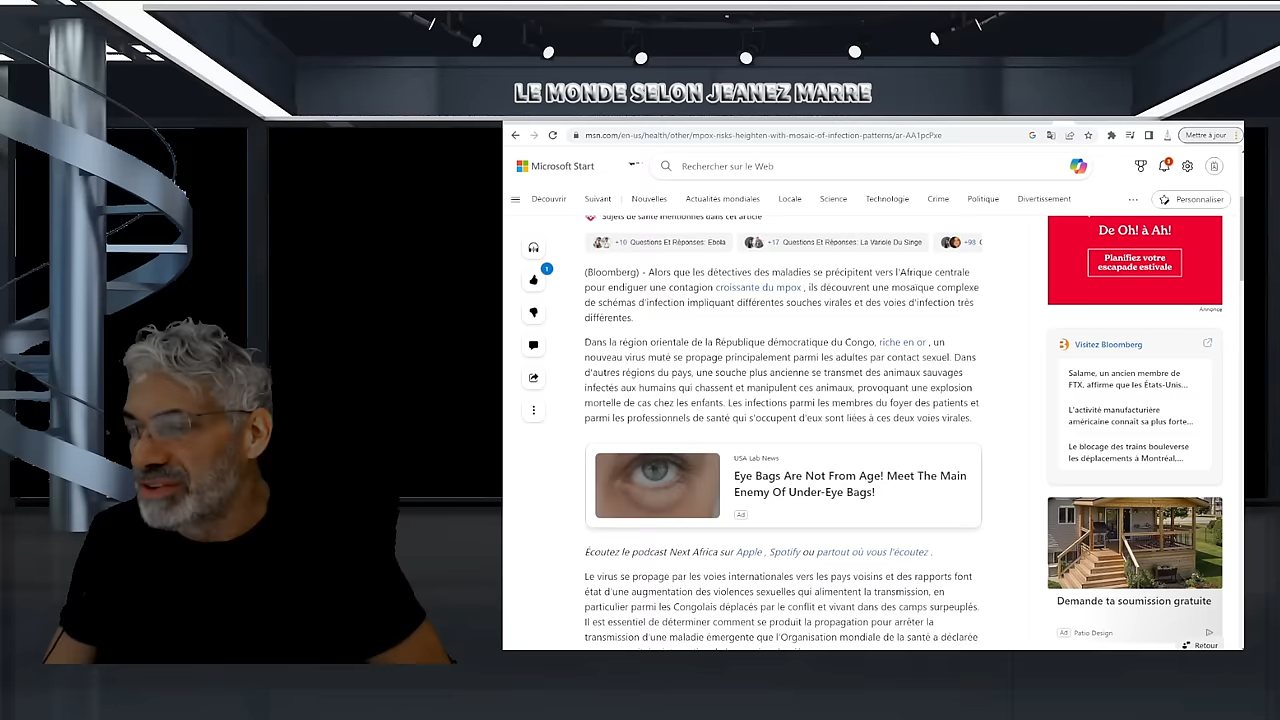 LE MONDE SELON JEANEZ MARRE
msn.com/en-us/health/other/mpox-risks-heighten-with-mosaic-of-infection-patterns/ar-AA1pcPxe
Mettre à jour
Microsoft Start
Rechercher sur le Web
Découvrir Suivant Nouvelles Actualités mondiales Locale Science Technologie Crime Politique Divertissement
Personnaliser
Sujets de santé mentionnés dans cet article
+10 Questions Et Réponses: Ebola
+17 Questions Et Réponses: La Variole Du Singe
+98
1
(Bloomberg) - Alors que les détectives des maladies se précipitent vers l'Afrique centrale
pour endiguer une contagion croissante du mpox , ils découvrent une mosaïque complexe
de schémas d'infection impliquant différentes souches virales et des voies d'infection très
différentes.
Dans la région orientale de la République démocratique du Congo, riche en or , un
nouveau virus muté se propage principalement parmi les adultes par contact sexuel. Dans
d'autres régions du pays, une souche plus ancienne se transmet des animaux sauvages
infectés aux humains qui chassent et manipulent ces animaux, provoquant une explosion
mortelle de cas chez les enfants. Les infections parmi les membres du foyer des patients et
parmi les professionnels de santé qui s'occupent d'eux sont liées à ces deux voies virales.
USA Lab News
Eye Bags Are Not From Age! Meet The Main
Enemy Of Under-Eye Bags!
Ad
Écoutez le podcast Next Africa sur Apple , Spotify ou partout où vous l'écoutez .
Le virus se propage par les voies internationales vers les pays voisins et des rapports font
état d'une augmentation des violences sexuelles qui alimentent la transmission, en
particulier parmi les Congolais déplacés par le conflit et vivant dans des camps surpeuplés.
Il est essentiel de déterminer comment se produit la propagation pour arrêter la
transmission d'une maladie émergente que l'Organisation mondiale de la santé a déclarée
De Oh! à Ah!
Planifiez votre
escapade estivale
Annonce
Visitez Bloomberg
Salame, un ancien membre de
FTX, affirme que les États-Unis...
L'activité manufacturière
américaine connaît sa plus forte...
Le blocage des trains bouleverse
les déplacements à Montréal,...
Demande ta soumission gratuite
Ad Patio Design
Retour